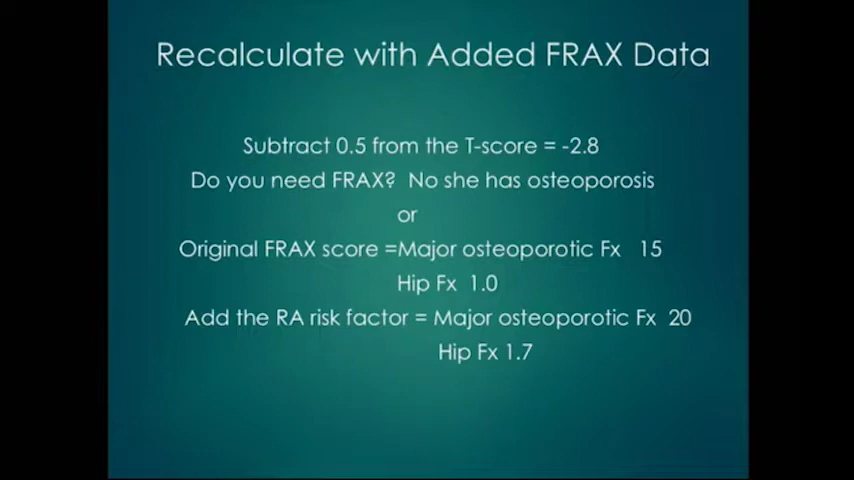 Recalculate with Added FRAX Data
Subtract 0.5 from the T-score = -2.8
Do you need FRAX? No she has osteoporosis
or
Original FRAX score =Major osteoporotic Fx 15
Hip Fx 1.0
Add the RA risk factor = Major osteoporotic Fx 20
Hip Fx 1.7